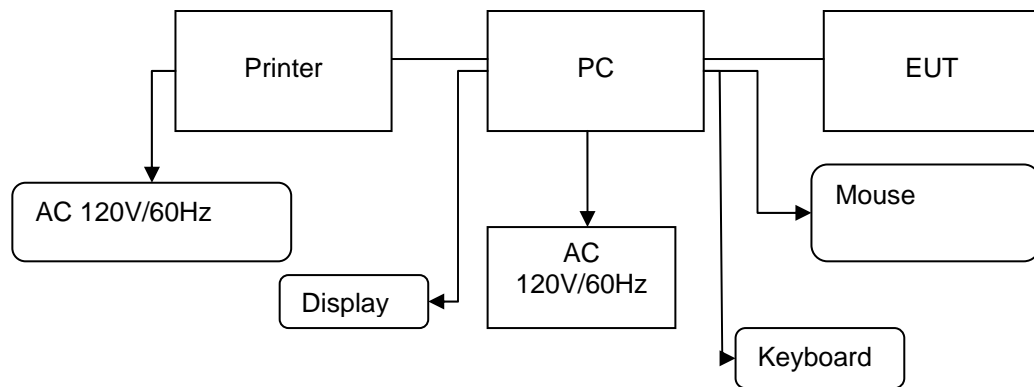 Printer
PC
EUT
AC 120V/60Hz
Mouse
AC
120V/60Hz
Display
Keyboard